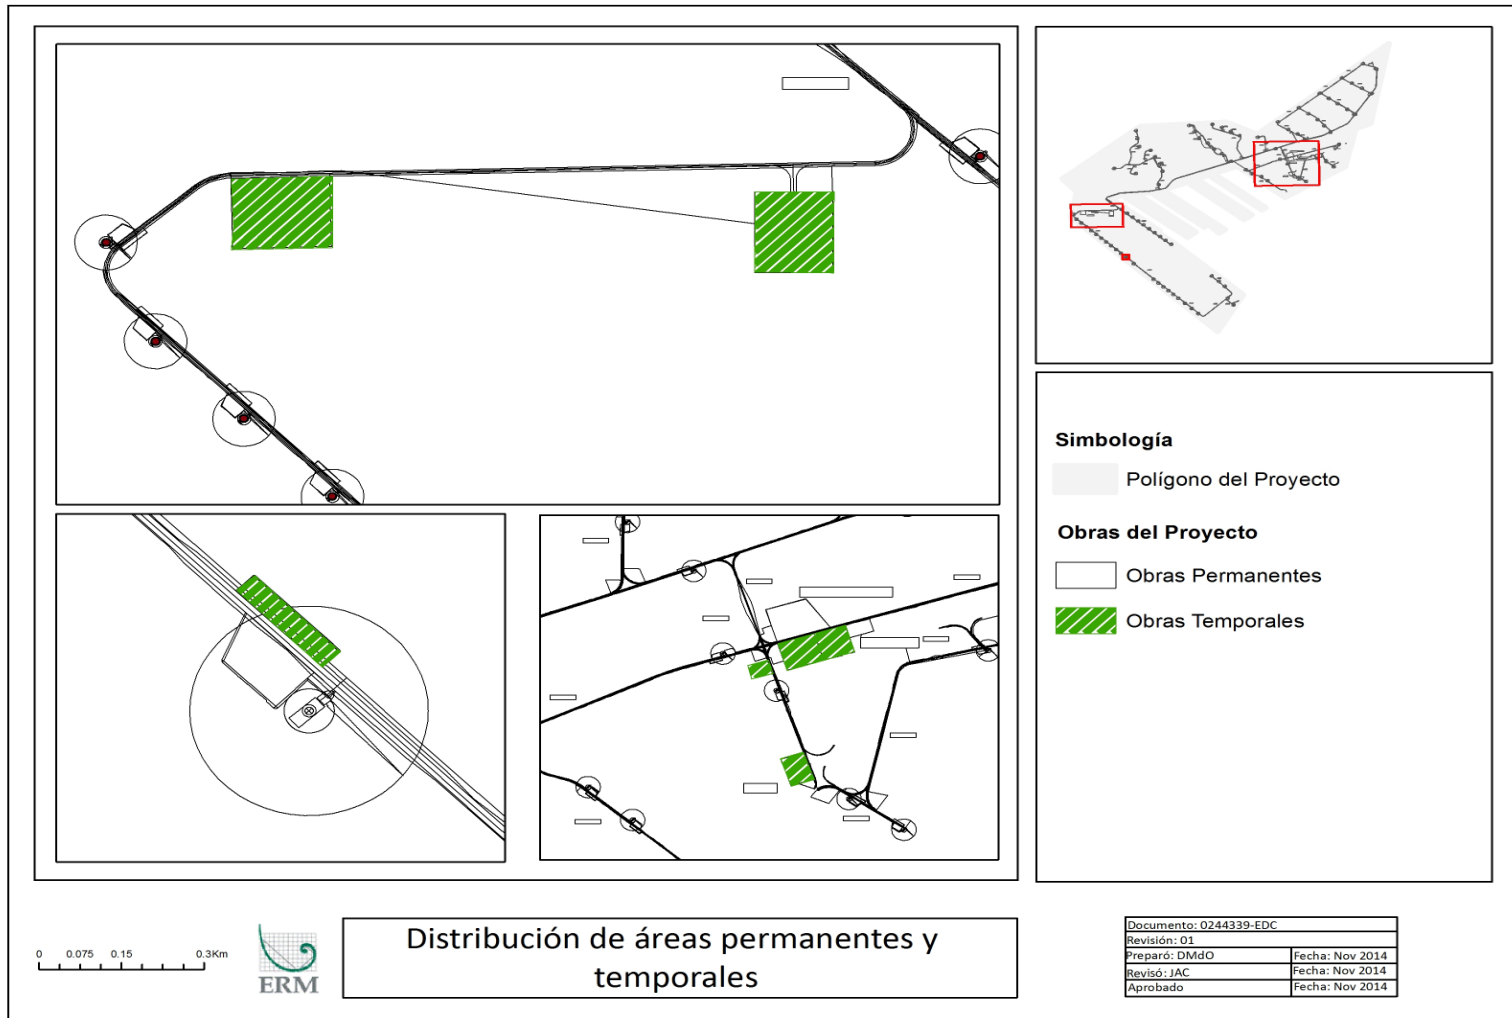 Simbología
Polígono del Proyecto
Obras del Proyecto
Obras Permanentes
Obras Temporales
0 0.075 0.15 0.3Km
ERM
Distribución de áreas permanentes y
temporales
Documento: 0244339-EDC
Revisión: 01
Preparó: DMdO Fecha: Nov 2014
Revisó: JAC Fecha: Nov 2014
Aprobado Fecha: Nov 2014